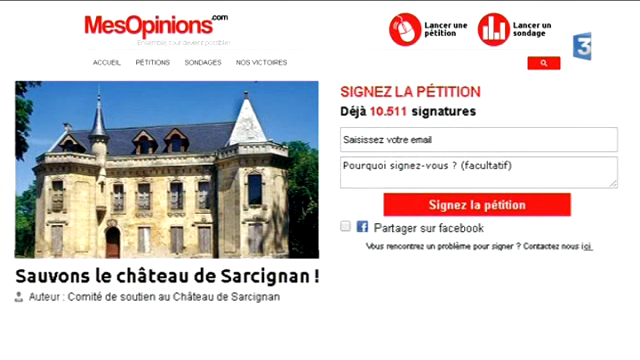 MesOpinions.com
Ensemble, tout devient possible!
Lancer une
pétition
Lancer un
sondage
3
ACCUEIL PÉTITIONS SONDAGES NOS VICTOIRES
SIGNEZ LA PÉTITION
Déjà 10.511 signatures
Saisissez votre email
Pourquoi signez-vous ? (facultatif)
Signez la pétition
Partager sur facebook
Vous rencontrez un problème pour signer ? Contactez nous ici.
Sauvons le château de Sarcignan !
Auteur : Comité de soutien au Château de Sarcignan